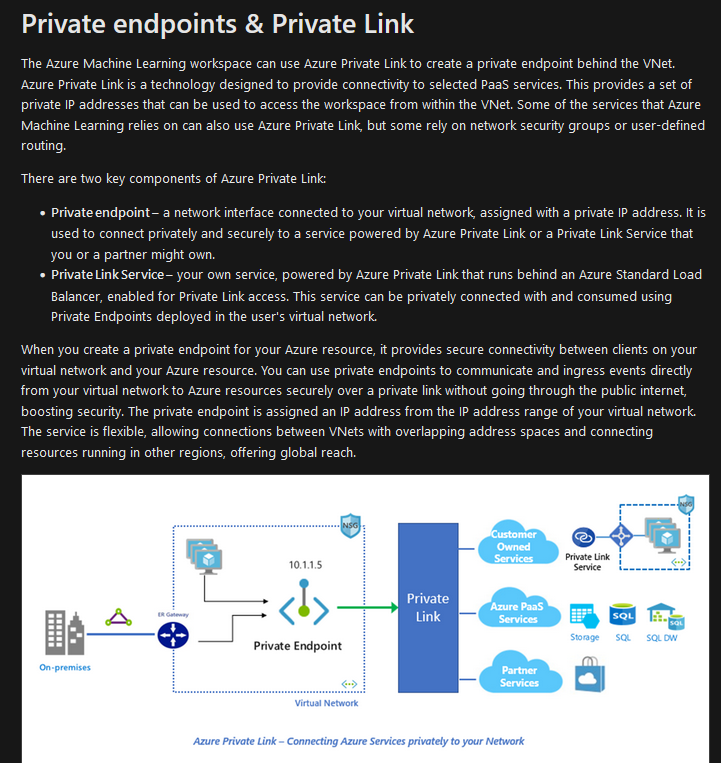 Private endpoints & Private Link
The Azure Machine Learning workspace can use Azure Private Link to create a private endpoint behind the VNet.
Azure Private Link is a technology designed to provide connectivity to selected PaaS services. This provides a set of
private IP addresses that can be used to access the workspace from within the VNet. Some of the services that Azure
Machine Learning relies on can also use Azure Private Link, but some rely on network security groups or user-defined
routing.
There are two key components of Azure Private Link:
• Private endpoint – a network interface connected to your virtual network, assigned with a private IP address. It is
used to connect privately and securely to a service powered by Azure Private Link or a Private Link Service that
you or a partner might own.
• Private Link Service – your own service, powered by Azure Private Link that runs behind an Azure Standard Load
Balancer, enabled for Private Link access. This service can be privately connected with and consumed using
Private Endpoints deployed in the user's virtual network.
When you create a private endpoint for your Azure resource, it provides secure connectivity between clients on your
virtual network and your Azure resource. You can use private endpoints to communicate and ingress events directly
from your virtual network to Azure resources securely over a private link without going through the public internet,
boosting security. The private endpoint is assigned an IP address from the IP address range of your virtual network.
The service is flexible, allowing connections between VNets with overlapping address spaces and connecting
resources running in other regions, offering global reach.
On-premises
ER Gateway
10.1.1.5
Private Endpoint
NSG
Virtual Network
Private
Link
Customer
Owned
Services
Private Link
Service
NSG
Azure PaaS
Services
Storage
SQL
SQL
SQL
SQL DW
Partner
Services
Azure Private Link – Connecting Azure Services privately to your Network